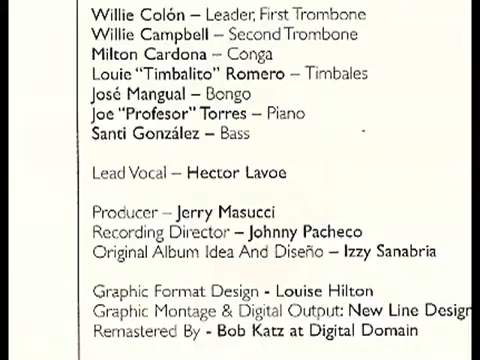 Willie Colón – Leader, First Trombone
Willie Campbell – Second Trombone
Milton Cardona – Conga
Louie "Timbalito" Romero – Timbales
José Mangual – Bongo
Joe "Profesor" Torres – Piano
Santi González – Bass
Lead Vocal – Hector Lavoe
Producer – Jerry Masucci
Recording Director – Johnny Pacheco
Original Album Idea And Diseño – Izzy Sanabria
Graphic Format Design - Louise Hilton
Graphic Montage & Digital Output: New Line Design
Remastered By - Bob Katz at Digital Domain